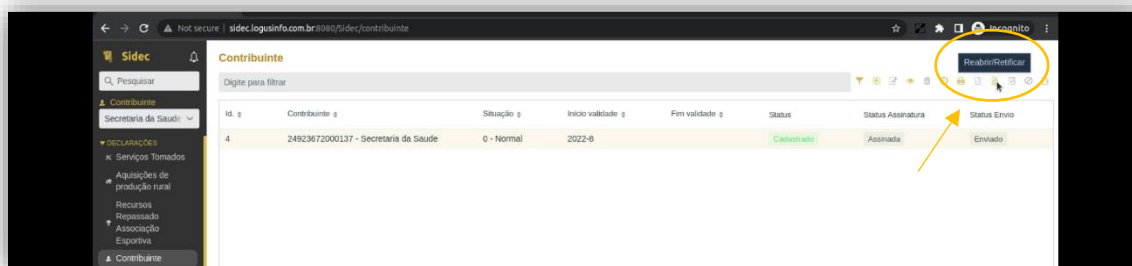 Not secure | sidec.logusinfo.com.br:8080/Sidec/contribuinte
Incognito
Sidec
Contribuinte
Reabrir/Retificar
Pesquisar
Digite para filtrar
Contribuinte
Secretaria da Saude
Id.
Contribuinte
Situação
Inicio validade
Fim validade
Status
Status Assinatura
Status Envio
4
24923672000137 - Secretaria da Saude
0 - Normal
2022-8
Cadastrado
Assinada
Enviado
DECLARAÇÕES
Serviços Tomados
Aquisições de
produção rural
Recursos
Repassado
Associação
Esportiva
Contribuinte